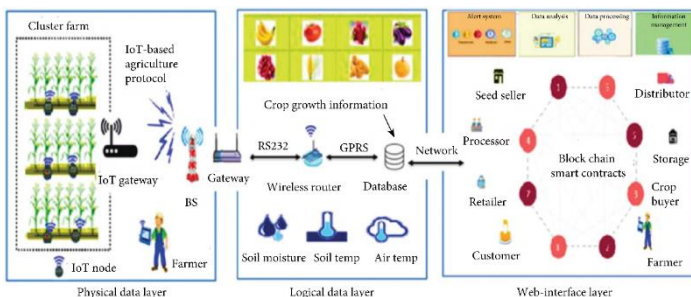 Cluster farm
IoT-based
agriculture
protocol
IoT gateway
BS
Farmer
IoT node
Physical data layer
Crop growth information
Gateway
RS232
GPRS
Wireless router
Database
Soil moisture
Soil temp
Air temp
Logical data layer
Network
Alert system
Data analysis
Data processing
Information
management
Seed seller
Distributor
Processor
Storage
Block chain
smart contracts
Retailer
Crop
buyer
Customer
Farmer
Web-interface layer